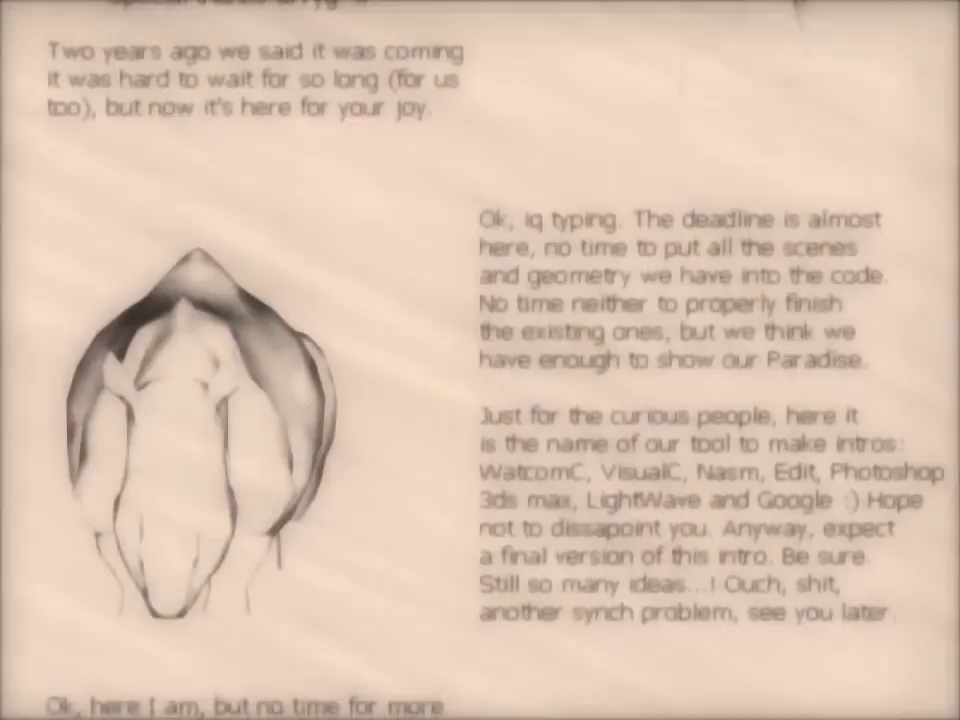 Two years ago we said it was coming
it was hard to wait for so long (for us
too), but now it's here for your joy.
Ok, iq typing. The deadline is almost
here, no time to put all the scenes
and geometry we have into the code.
No time neither to properly finish
the existing ones, but we think we
have enough to show our Paradise.
Just for the curious people, here it
is the name of our tool to make intros:
WatcomC, VisualC, Nasm, Edit, Photoshop
3ds max, LightWave and Google :) Hope
not to dissapoint you. Anyway, expect
a final version of this intro. Be sure.
Still so many ideas...! Ouch, shit,
another synch problem, see you later.
Ok, here I am, but no time for more